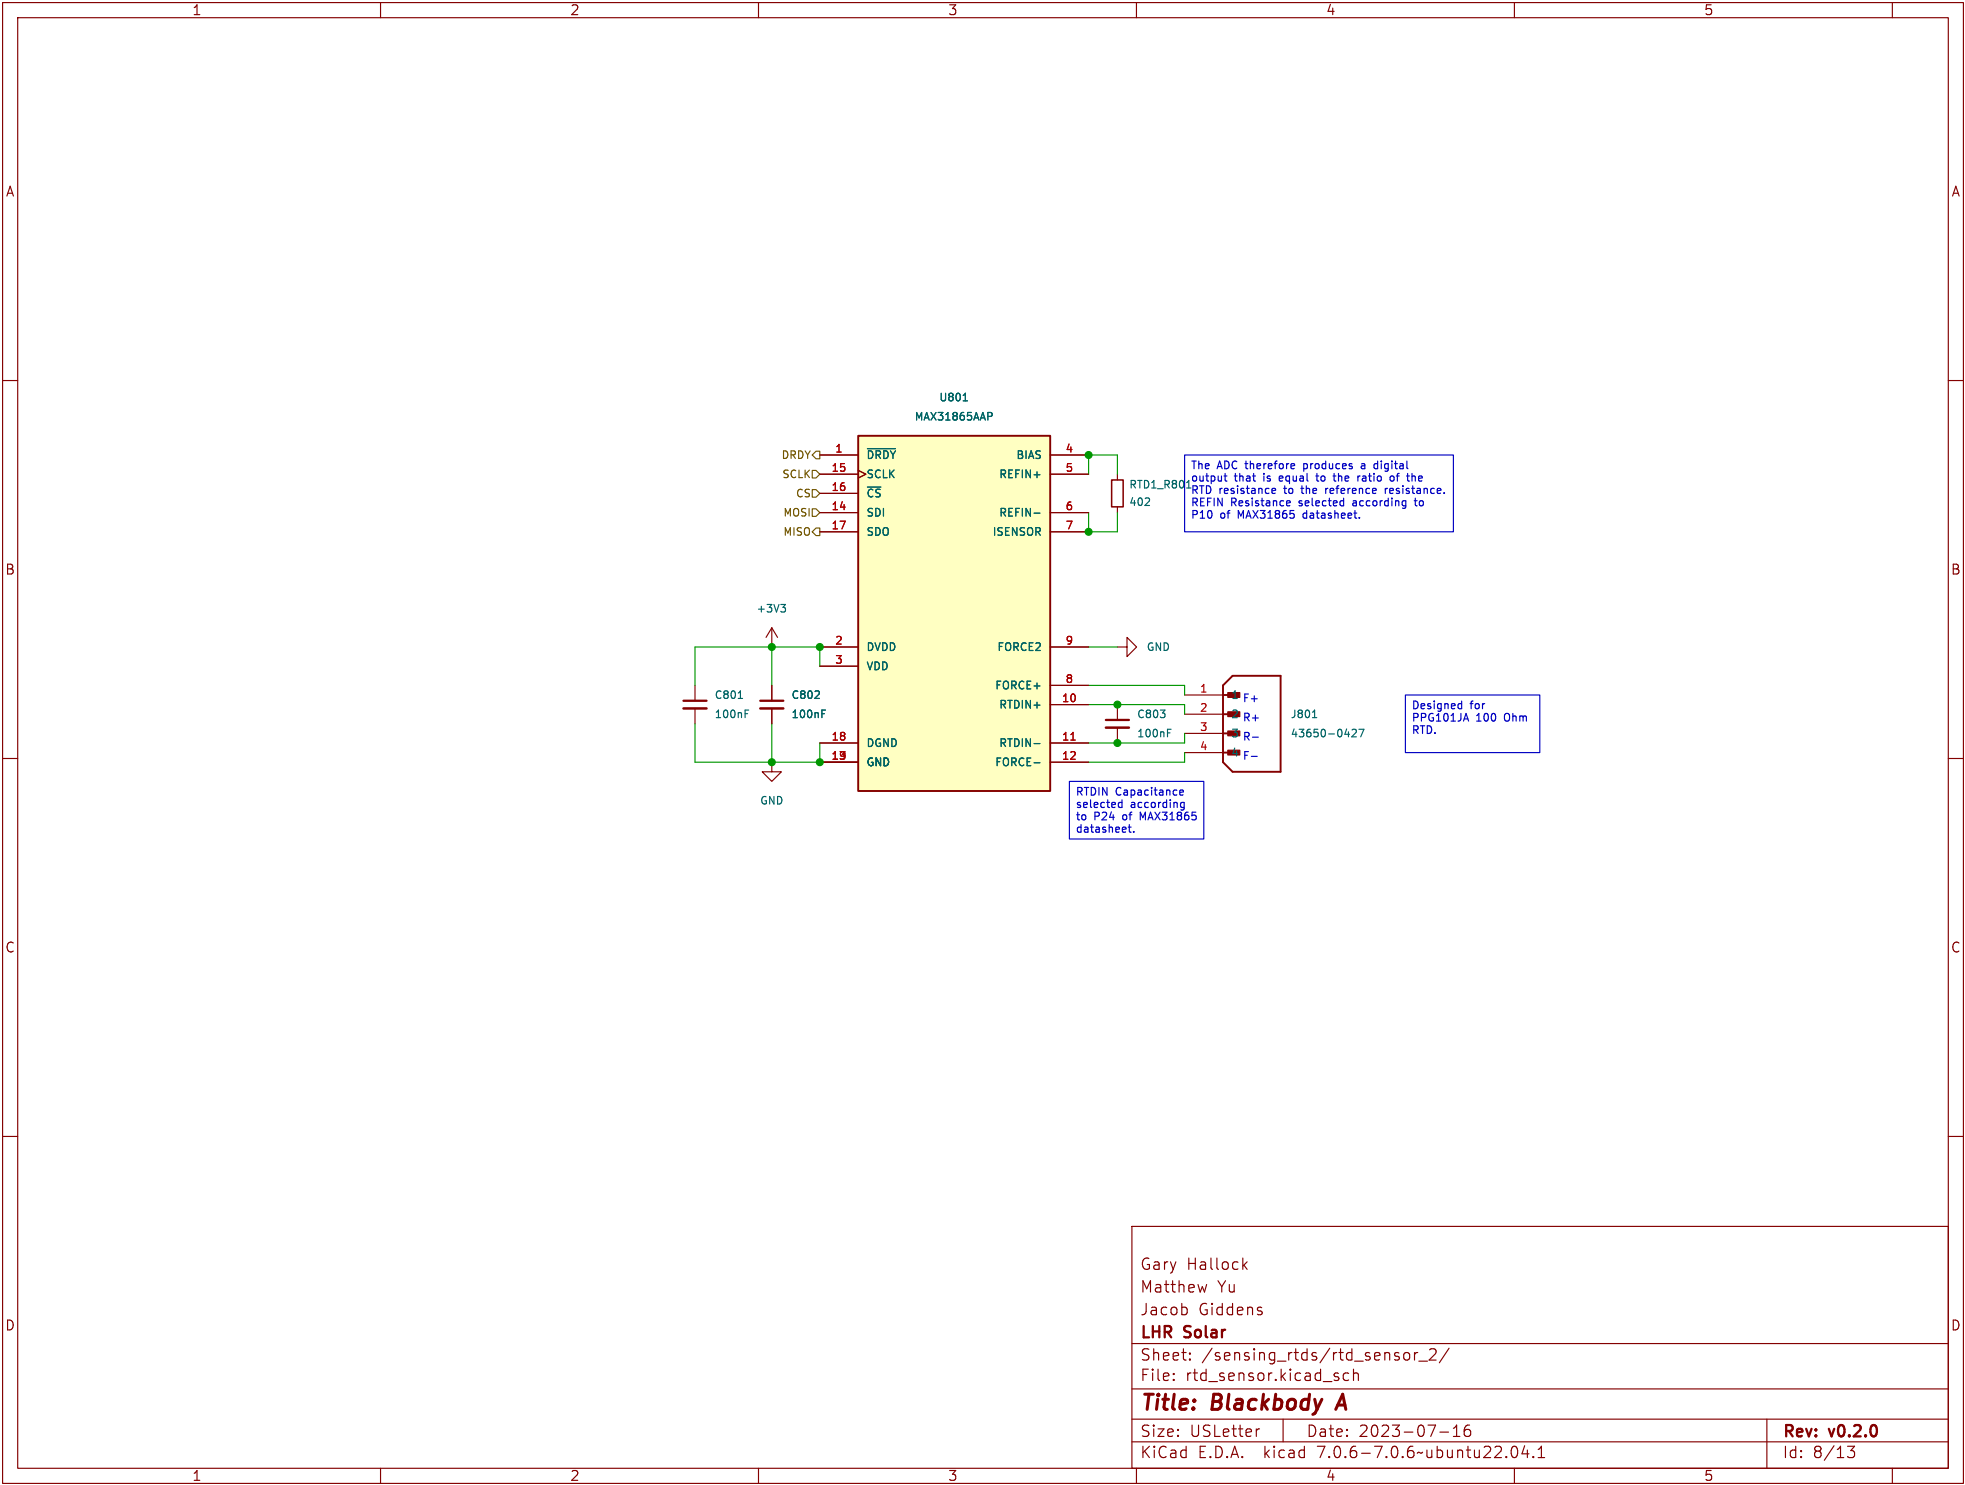 1 2 3 4 5
A A
B B
C C
D D
U801
MAX31865AAP
DRDY 1 DRDY
SCLK 15 SCLK
CS 16 CS
MOSI 14 SDI
MISO 17 SDO
2 DVDD
3 VDD
18 DGND
GND
BIAS 4
REFIN+ 5
REFIN- 6
ISENSOR 7
FORCE2 9
FORCE+ 8
RTDIN+ 10
RTDIN- 11
FORCE- 12
RTD1_R801
402
The ADC therefore produces a digital
output that is equal to the ratio of the
RTD resistance to the reference resistance.
REFIN Resistance selected according to
P10 of MAX31865 datasheet.
+3V3
C801
100nF
C802
100nF
GND
GND
C803
100nF
1 F+
2 R+
3 R-
4 F-
J801
43650-0427
Designed for
PPG101JA 100 Ohm
RTD.
RTDIN Capacitance
selected according
to P24 of MAX31865
datasheet.
Gary Hallock
Matthew Yu
Jacob Giddens
LHR Solar
Sheet: /sensing_rtds/rtd_sensor_2/
File: rtd_sensor.kicad_sch
Title: Blackbody A
Size: USLetter Date: 2023-07-16 Rev: v0.2.0
KiCad E.D.A. kicad 7.0.6-7.0.6~ubuntu22.04.1 Id: 8/13
1 2 3 4 5